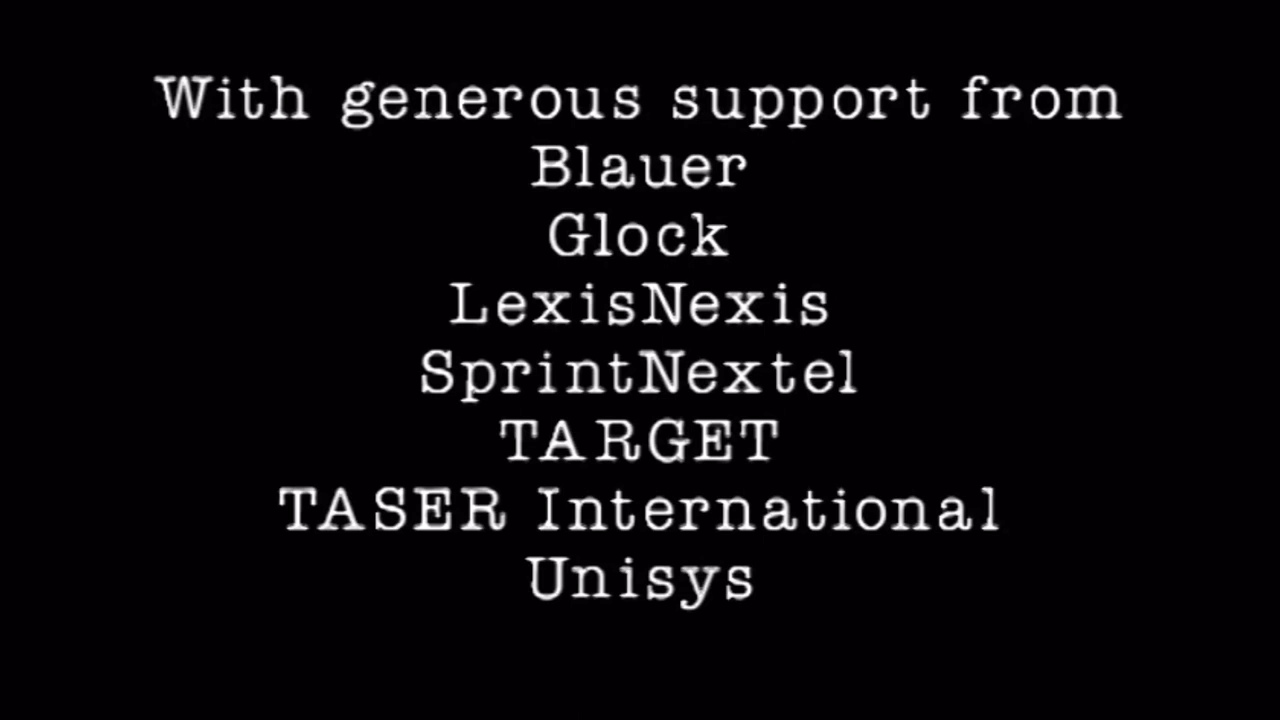 With generous support from
Blauer
Glock
LexisNexis
SprintNextel
TARGET
TASER International
Unisys